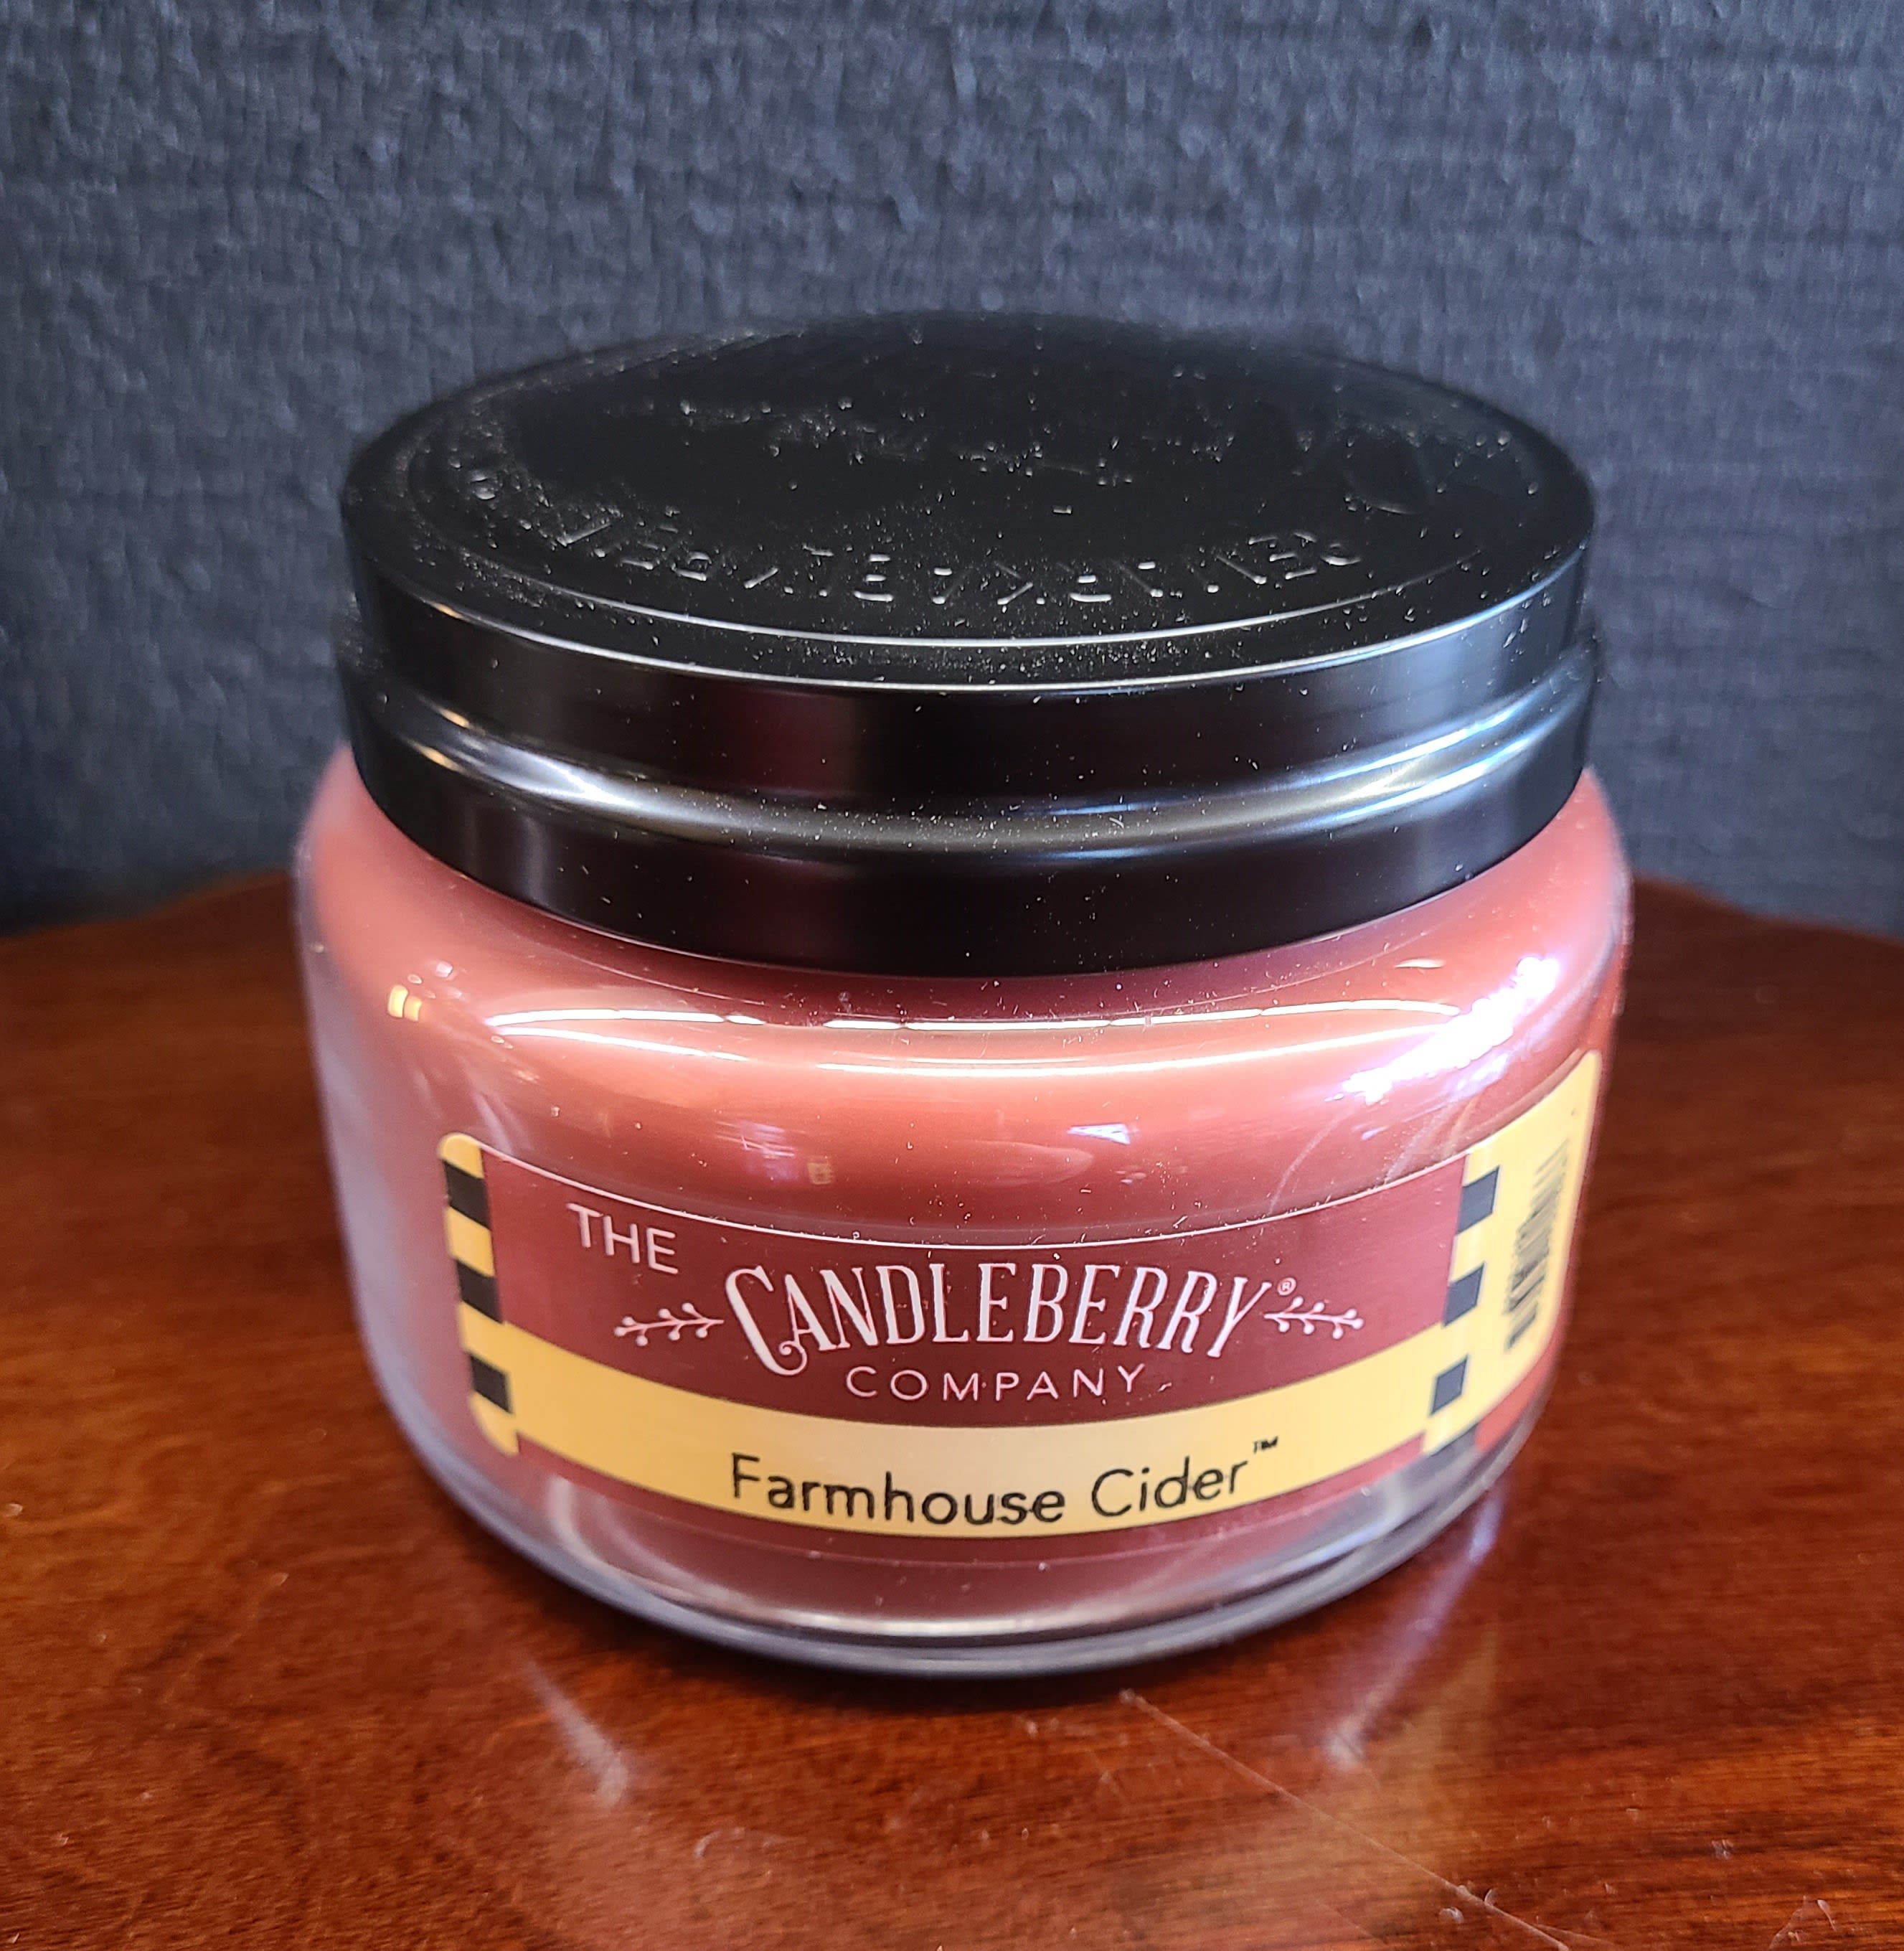 THE
CANDLEBERRY®
COMPANY
Farmhouse Cider™